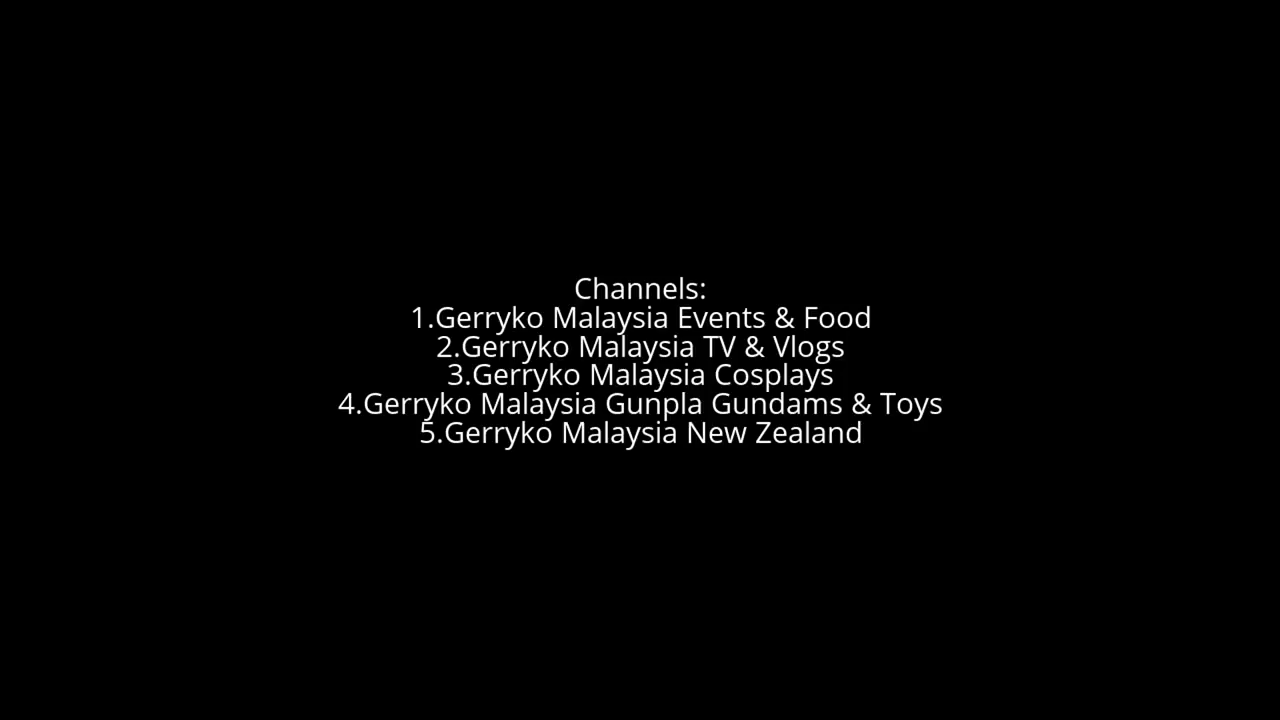 Channels:
1.Gerryko Malaysia Events & Food
2.Gerryko Malaysia TV & Vlogs
3.Gerryko Malaysia Cosplays
4.Gerryko Malaysia Gunpla Gundams & Toys
5.Gerryko Malaysia New Zealand